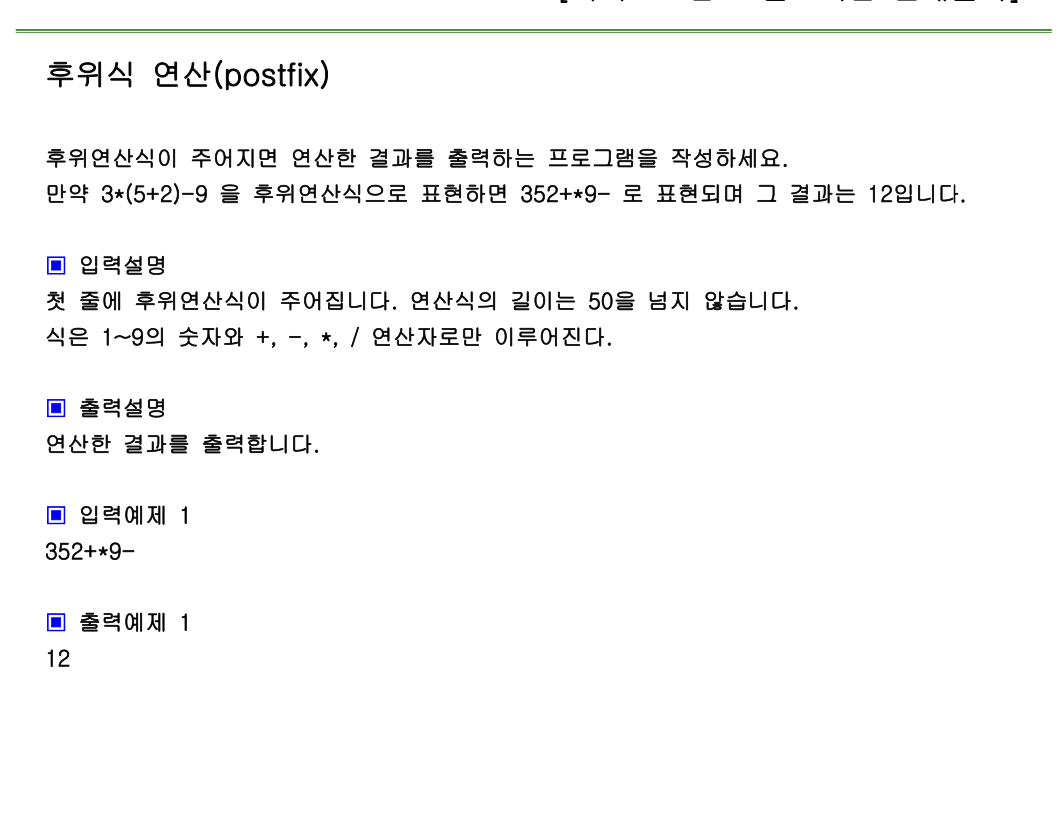 후위식 연산(postfix)
후위연산식이 주어지면 연산한 결과를 출력하는 프로그램을 작성하세요.
만약 3*(5+2)-9 을 후위연산식으로 표현하면 352+*9- 로 표현되며 그 결과는 12입니다.
▣ 입력설명
첫 줄에 후위연산식이 주어집니다. 연산식의 길이는 50을 넘지 않습니다.
식은 1~9의 숫자와 +, -, *, / 연산자로만 이루어진다.
▣ 출력설명
연산한 결과를 출력합니다.
▣ 입력예제 1
352+*9-
▣ 출력예제 1
12